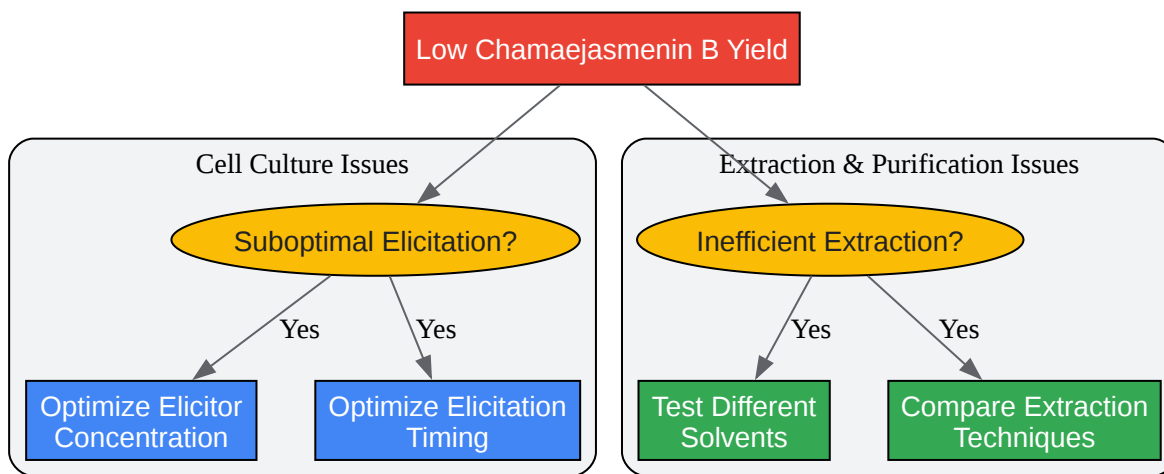 Low Chamaejasmenin B Yield
Cell Culture Issues
Extraction & Purification Issues
Suboptimal Elicitation?
Inefficient Extraction?
Yes
Yes
Yes
Yes
Optimize Elicitor
Concentration
Optimize Elicitation
Timing
Test Different
Solvents
Compare Extraction
Techniques